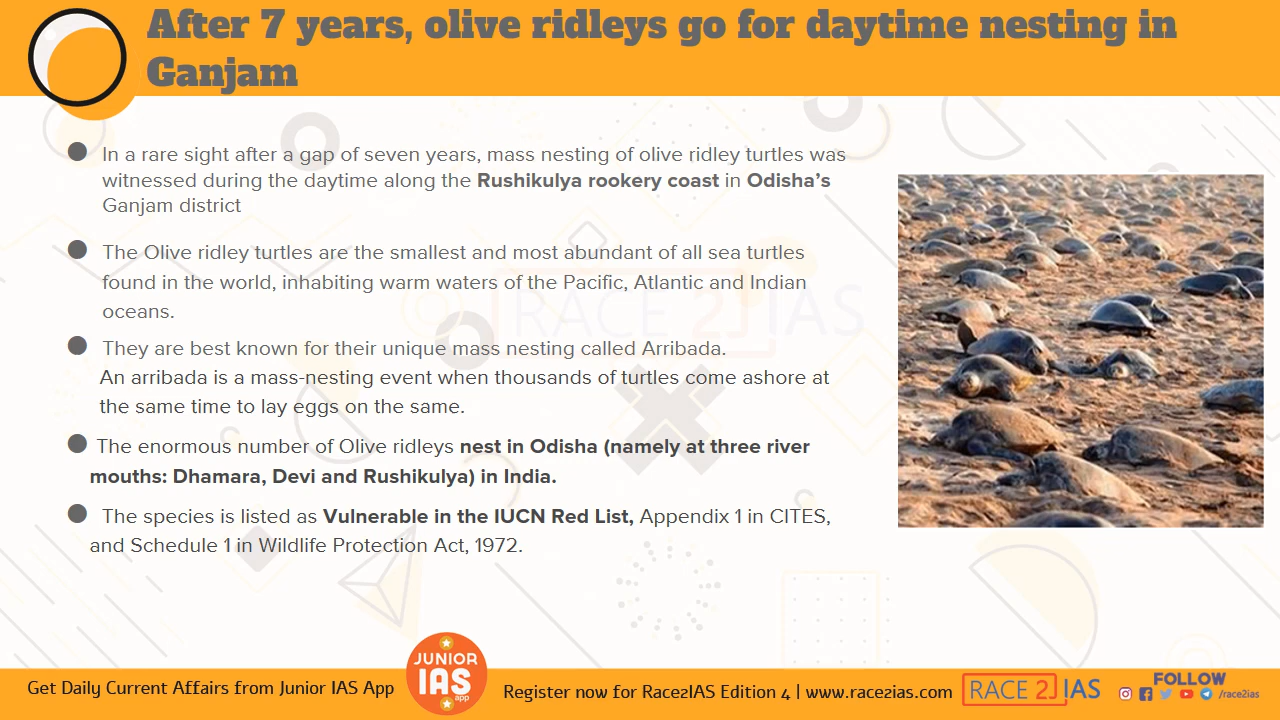 After 7 years, olive ridleys go for daytime nesting in
Ganjam
In a rare sight after a gap of seven years, mass nesting of olive ridley turtles was
witnessed during the daytime along the Rushikulya rookery coast in Odisha's
Ganjam district
The Olive ridley turtles are the smallest and most abundant of all sea turtles
found in the world, inhabiting warm waters of the Pacific, Atlantic and Indian
oceans.
RACE 2 IAS
They are best known for their unique mass nesting called Arribada.
An arribada is a mass-nesting event when thousands of turtles come ashore at
the same time to lay eggs on the same.
The enormous number of Olive ridleys nest in Odisha (namely at three river
mouths: Dhamara, Devi and Rushikulya) in India.
The species is listed as Vulnerable in the IUCN Red List, Appendix 1 in CITES,
and Schedule 1 in Wildlife Protection Act, 1972.
Get Daily Current Affairs from Junior IAS App
JUNIOR
IAS
app
Register now for Race2IAS Edition 4 | www.race2ias.com
RACE 2 IAS
FOLLOW
/race2ias